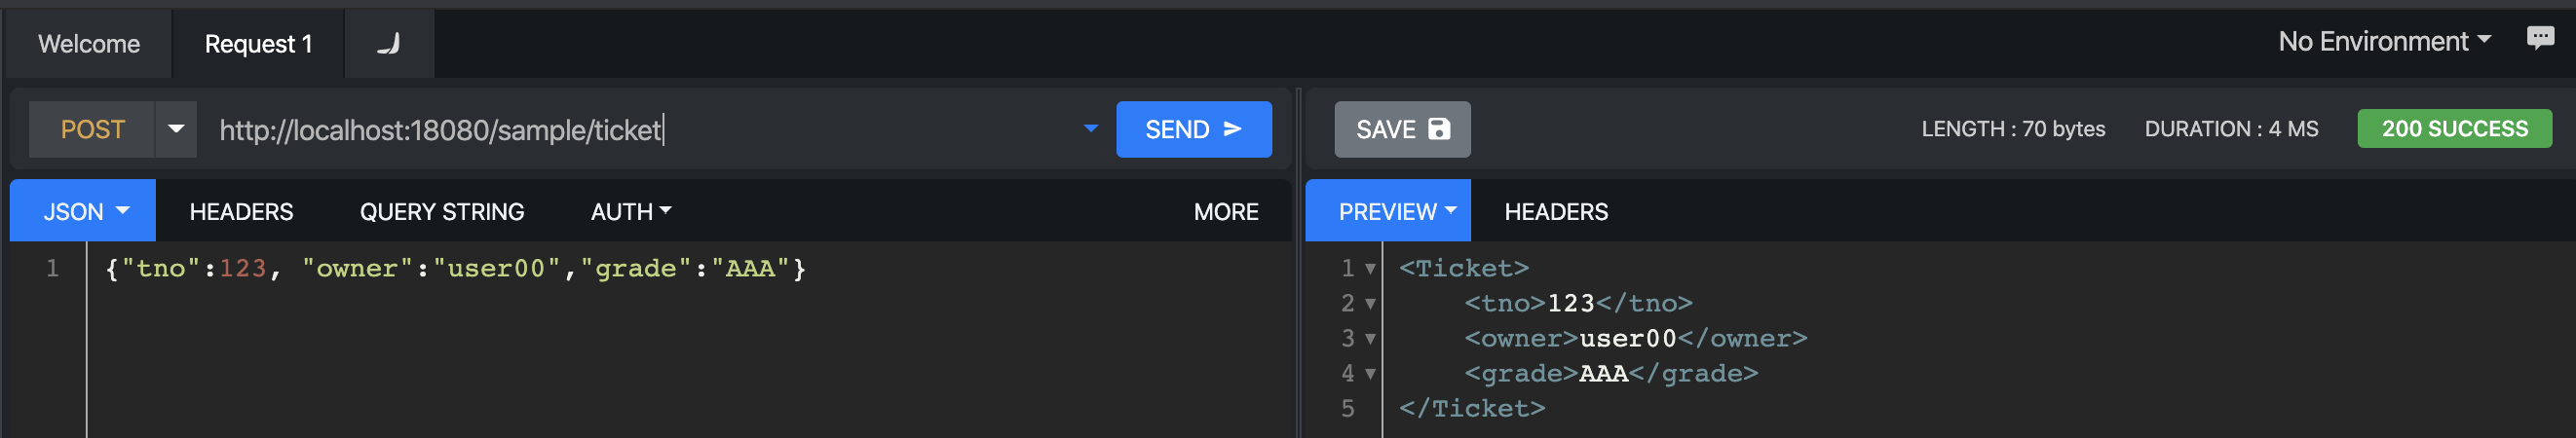 Welcome
Request 1
No Environment
POST
http://localhost:18080/sample/ticket
SEND
SAVE
LENGTH : 70 bytes
DURATION : 4 MS
200 SUCCESS
JSON
HEADERS
QUERY STRING
AUTH
MORE
PREVIEW
HEADERS
1
{"tno":123, "owner":"user00","grade":"AAA"}
1 <Ticket>
2 <tno>123</tno>
3 <owner>user00</owner>
4 <grade>AAA</grade>
5 </Ticket>